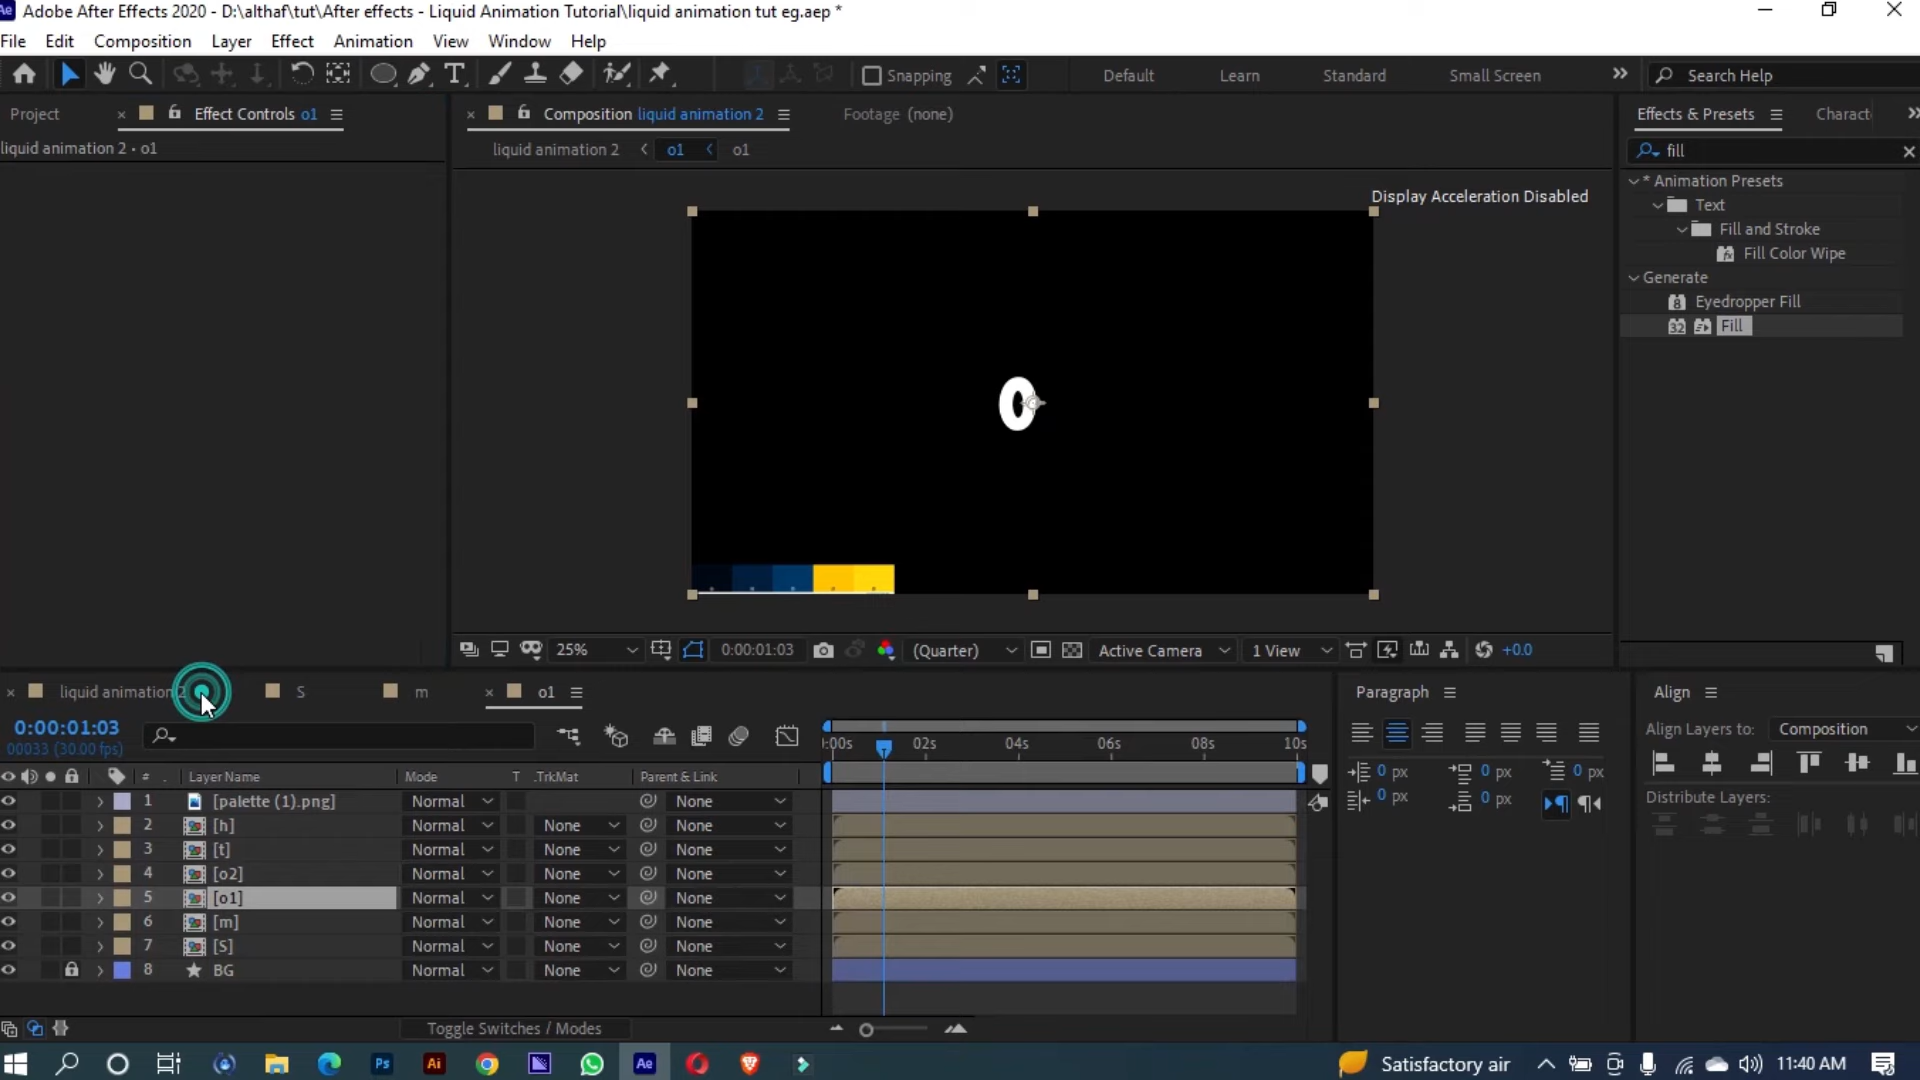 Adobe After Effects 2020 - D:\althaf\tut\After effects - Liquid Animation Tutorial\liquid animation tut eg.aep *
File Edit Composition Layer Effect Animation View Window Help
Snapping Default Learn Standard Small Screen Search Help
Project Effect Controls o1
liquid animation 2 • o1
Composition liquid animation 2 Footage (none)
liquid animation 2 o1 o1
Display Acceleration Disabled
O
25% 0:00:01:03 (Quarter) Active Camera 1 View +0.0
Effects & Presets Charact
fill
* Animation Presets
Text
Fill and Stroke
Fill Color Wipe
Generate
Eyedropper Fill
Fill
liquid animation 2 S m o1
0:00:01:03
00033 (30.00 fps)
:00s 02s 04s 06s 08s 10s
# Layer Name Mode T .TrkMat Parent & Link
1 [palette (1).png] Normal None
2 [h] Normal None None
3 [t] Normal None None
4 [o2] Normal None None
5 [o1] Normal None None
6 [m] Normal None None
7 [S] Normal None None
8 BG Normal None None
Toggle Switches / Modes
Paragraph
0 px 0 px 0 px
0 px 0 px
Align
Align Layers to: Composition
Distribute Layers:
Ps Ai Ae Satisfactory air 11:40 AM